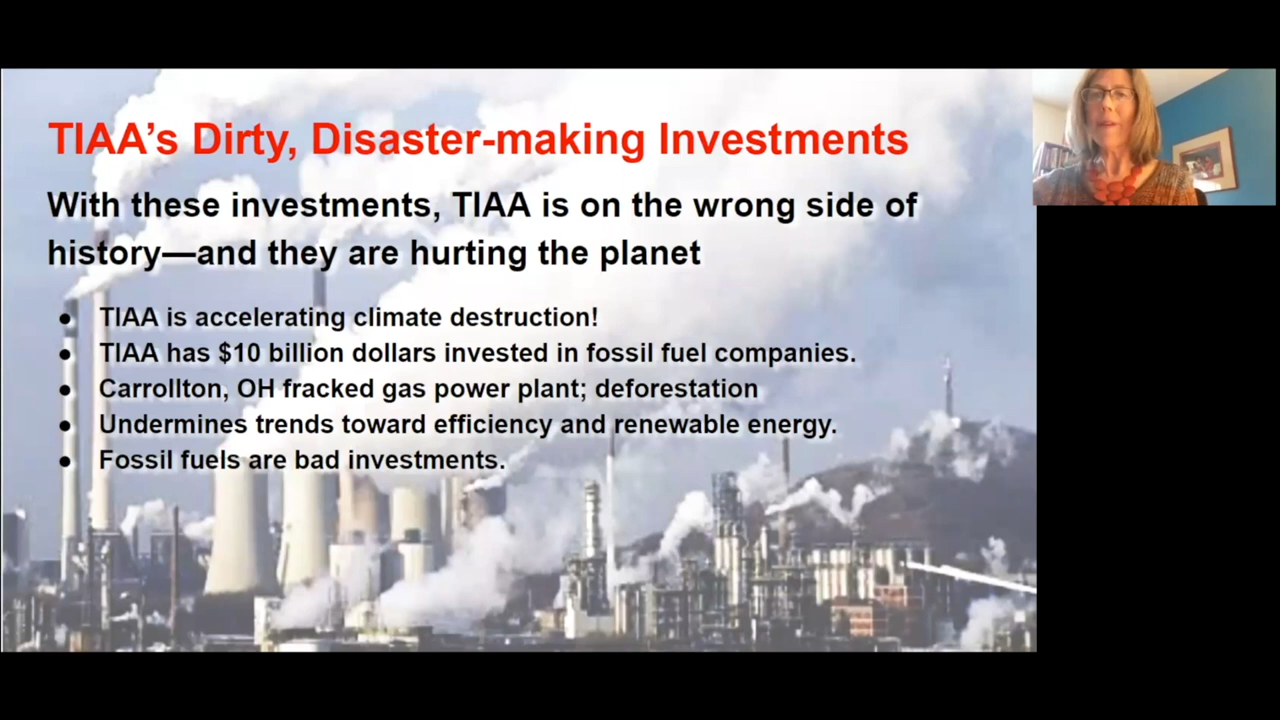 TIAA’s Dirty, Disaster-making Investments
With these investments, TIAA is on the wrong side of
history—and they are hurting the planet
● TIAA is accelerating climate destruction!
● TIAA has $10 billion dollars invested in fossil fuel companies.
● Carrollton, OH fracked gas power plant; deforestation
● Undermines trends toward efficiency and renewable energy.
● Fossil fuels are bad investments.